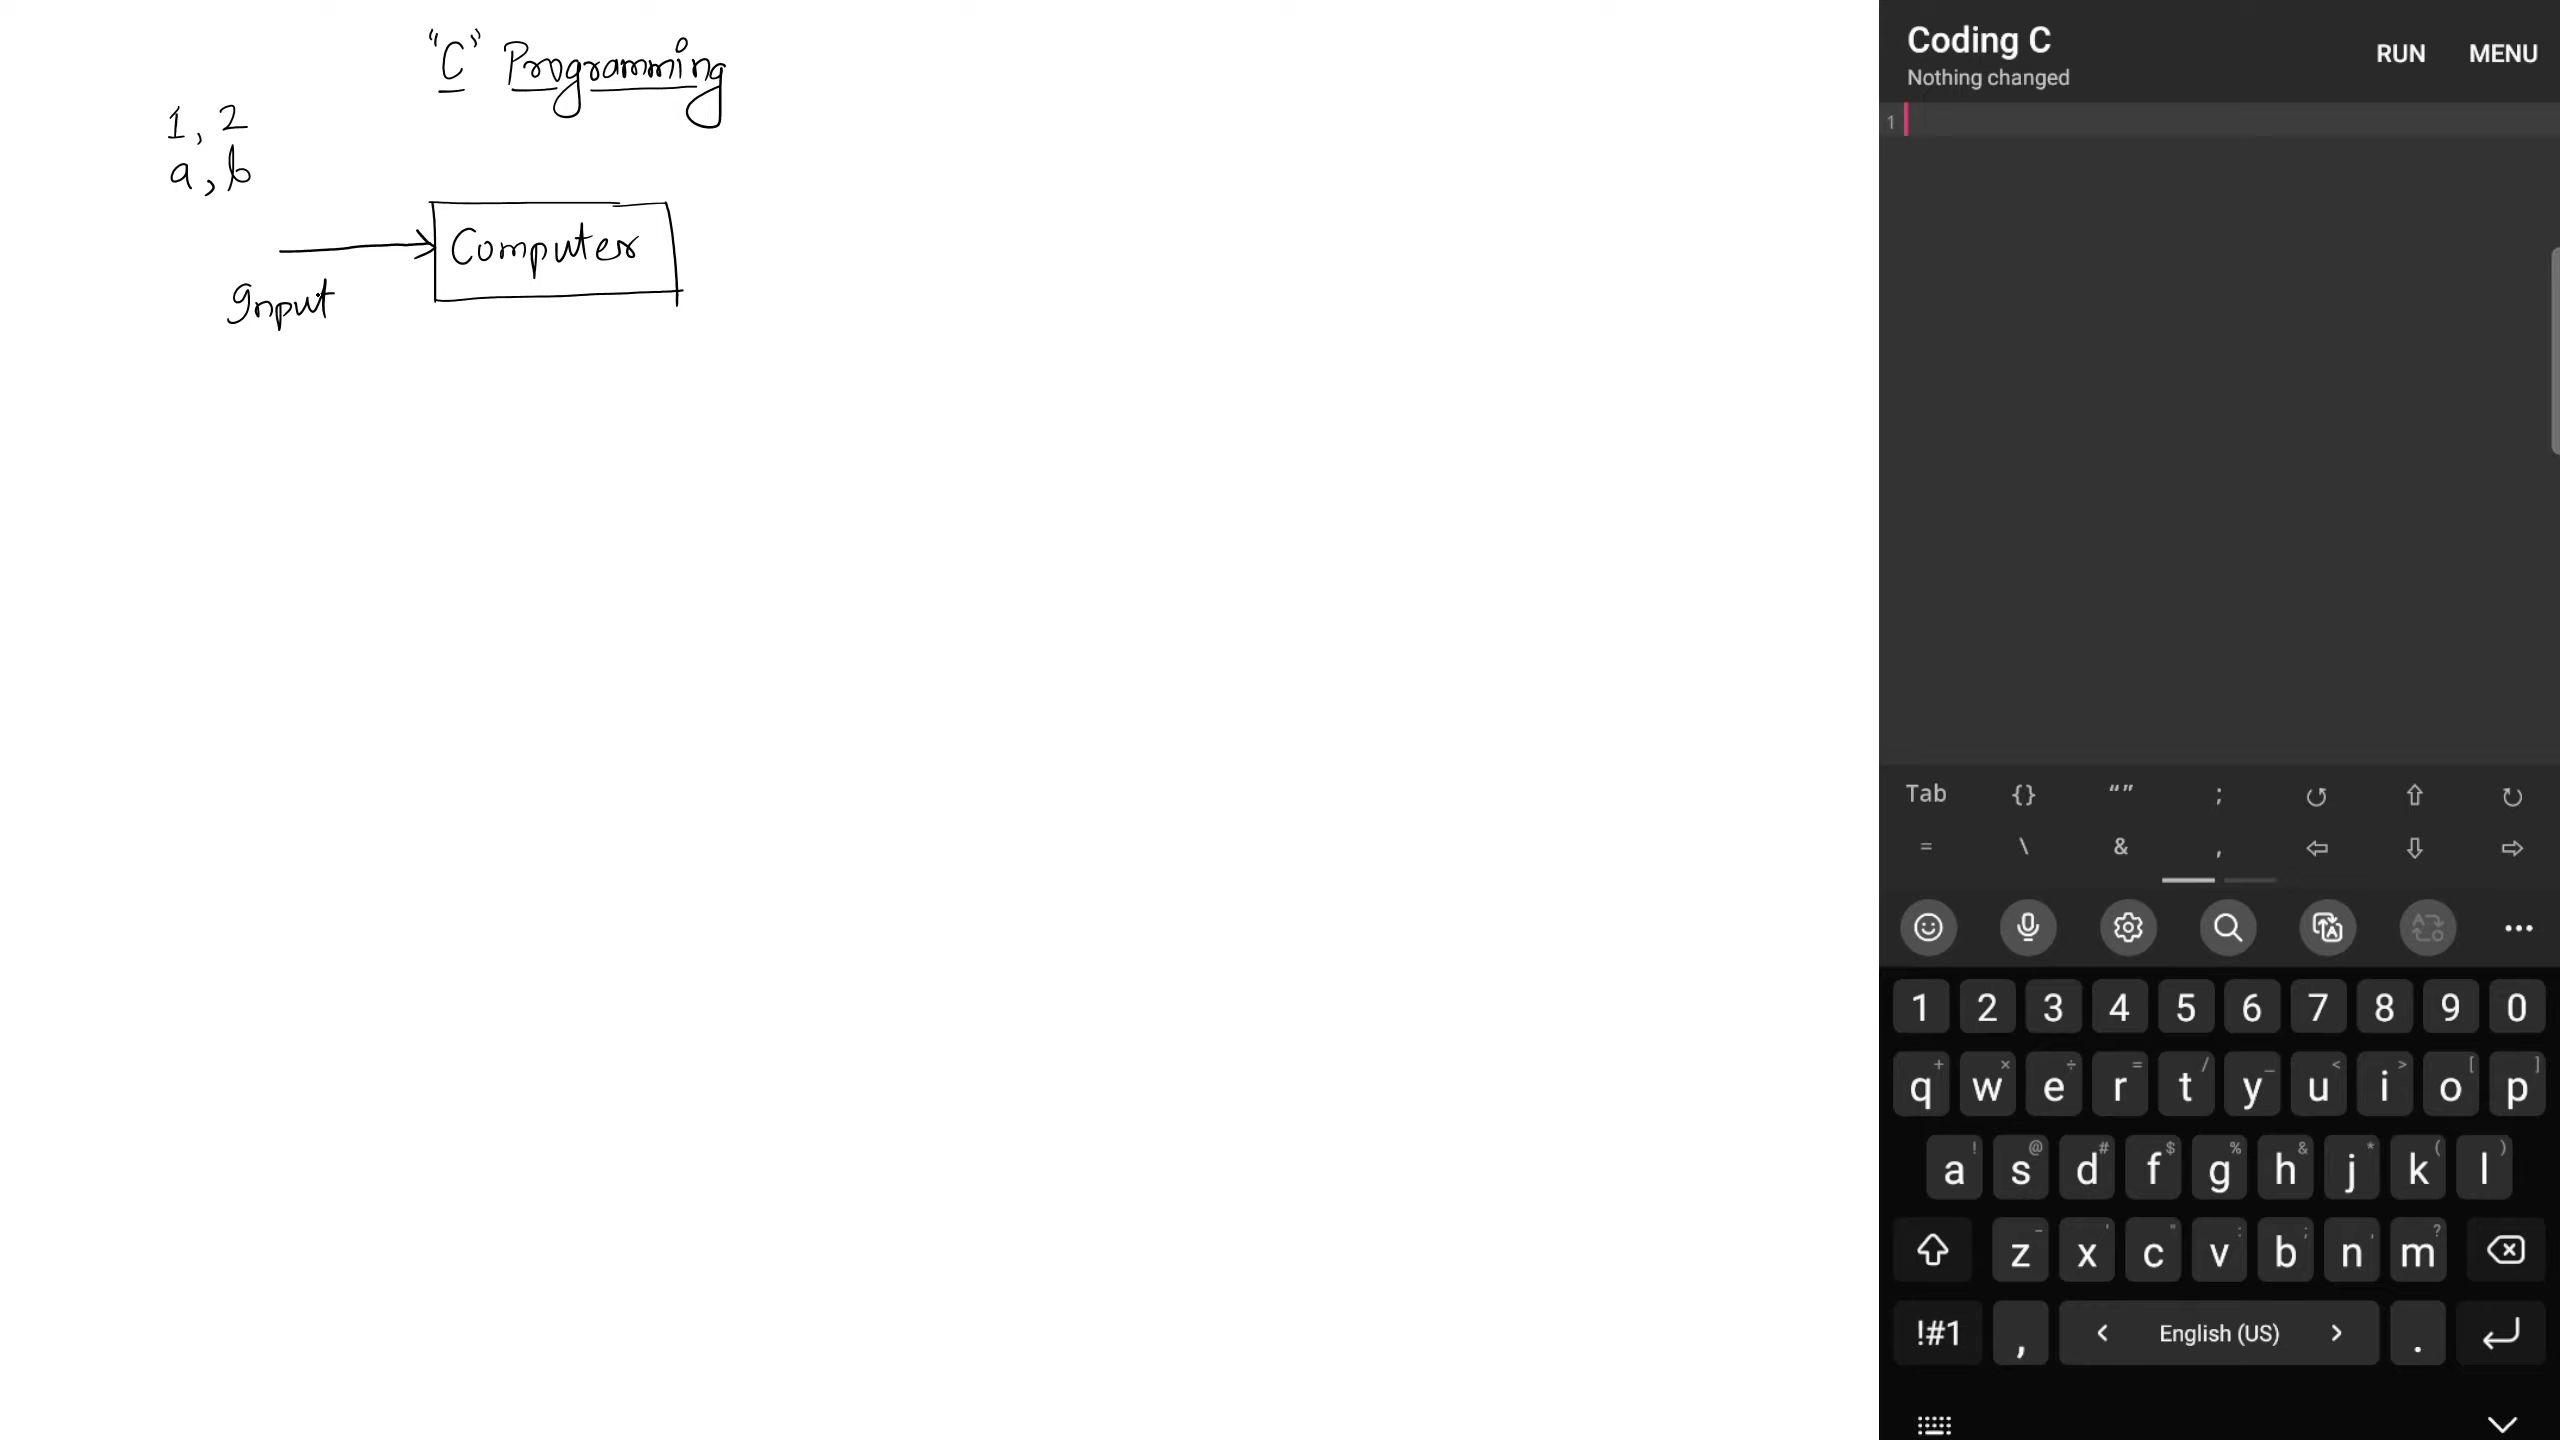 "C" Programming
1, 2
a, b
Computer
Input
Coding C
Nothing changed
RUN MENU
1
Tab {} “” ; ↺ ⇧ ↻
= \ & , ⇦ ⇩ ⇨
1 2 3 4 5 6 7 8 9 0
+ × ÷ = / _ < > [ ]
q w e r t y u i o p
! @ # $ % & * ( )
a s d f g h j k l
- ' " : ; , ?
z x c v b n m
!#1 , < English (US) > .